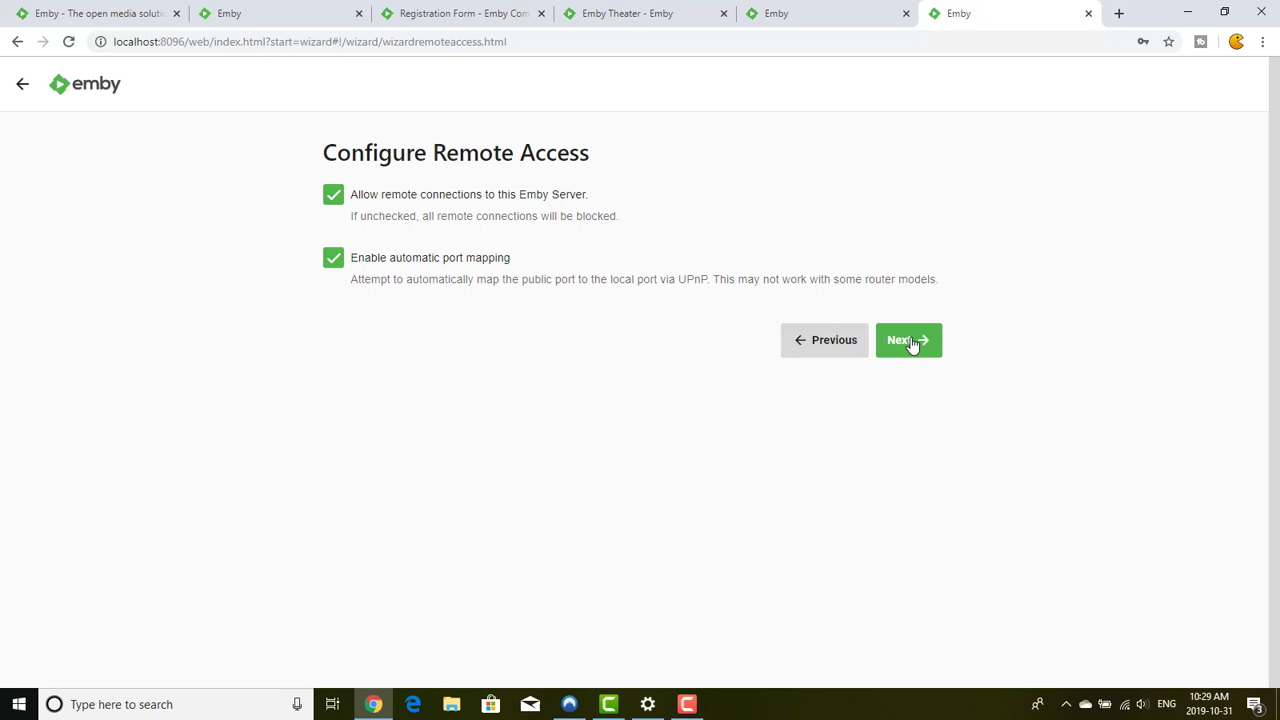 Emby - The open media soluti
Emby
Registration Form - Emby Com
Emby Theater - Emby
Emby
Emby
localhost:8096/web/index.html?start=wizard#!/wizard/wizardremoteaccess.html
emby
Configure Remote Access
Allow remote connections to this Emby Server.
If unchecked, all remote connections will be blocked.
Enable automatic port mapping
Attempt to automatically map the public port to the local port via UPnP. This may not work with some router models.
Previous
Next
Type here to search
ENG
10:29 AM
2019-10-31
3